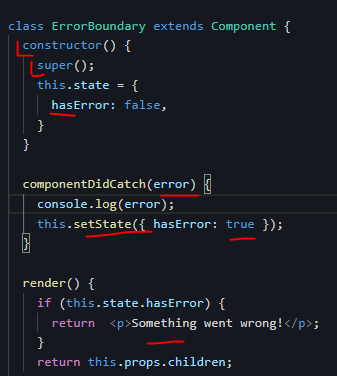 class ErrorBoundary extends Component {
constructor() {
super();
this.state = {
hasError: false,
}
}
componentDidCatch(error) {
console.log(error);
this.setState({ hasError: true });
}
render() {
if (this.state.hasError) {
return <p>Something went wrong!</p>;
}
return this.props.children;